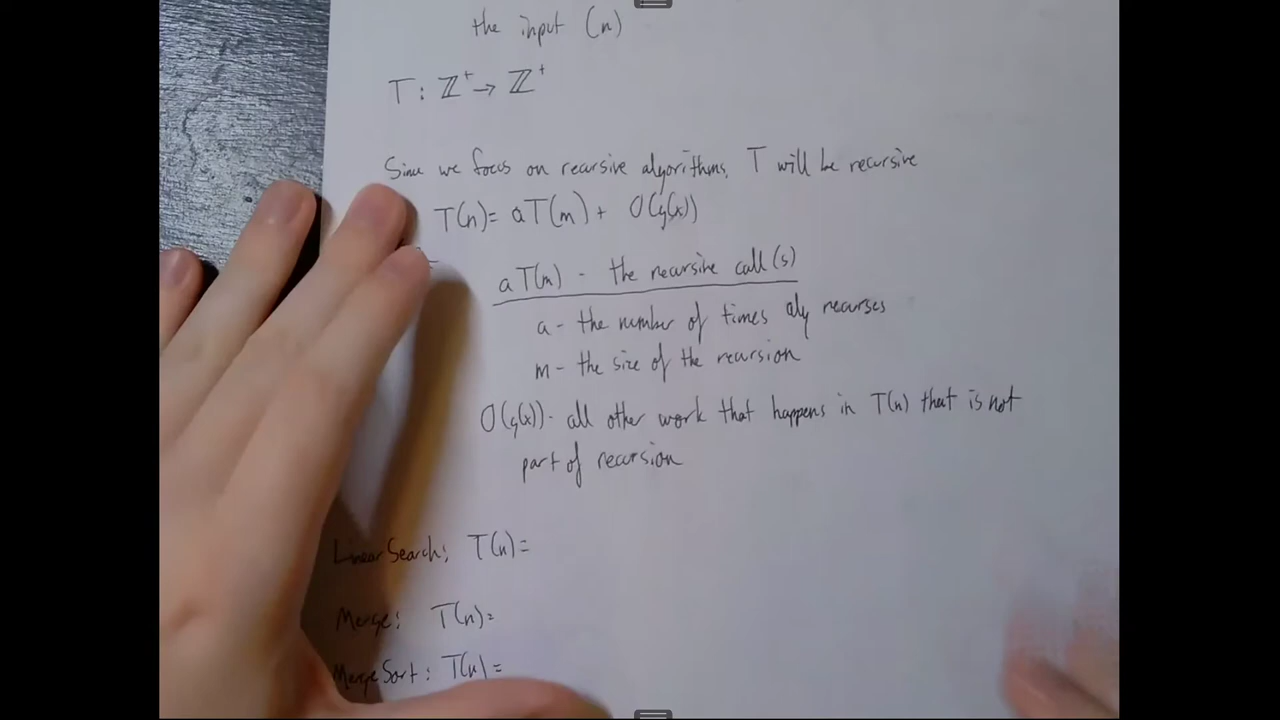 the input (n)
T : ℤ⁺ → ℤ⁺
Since we focus on recursive algorithms, T will be recursive
T(n) = aT(m) + O(g(x))
aT(m) - the recursive call(s)
a - the number of times alg recurses
m - the size of the recursion
O(g(x)) - all other work that happens in T(n) that is not
part of recursion
LinearSearch: T(n) =
Merge: T(n) =
MergeSort: T(n) =